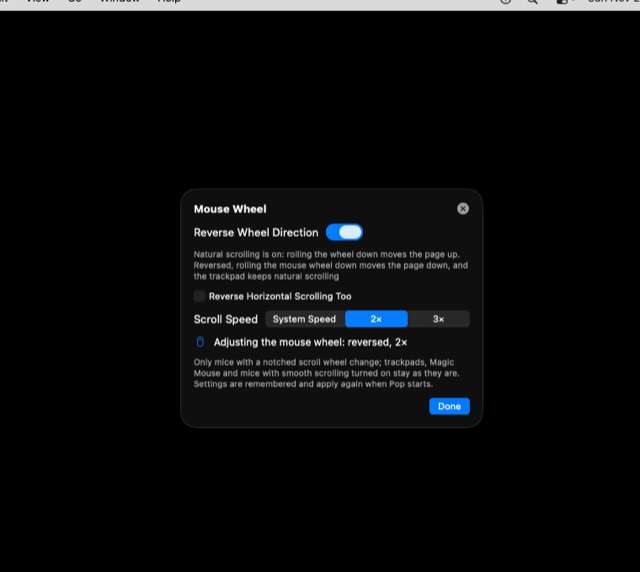 View Go Window Help
Mouse Wheel
Reverse Wheel Direction
Natural scrolling is on: rolling the wheel down moves the page up.
Reversed, rolling the mouse wheel down moves the page down, and
the trackpad keeps natural scrolling
Reverse Horizontal Scrolling Too
Scroll Speed System Speed 2× 3×
Adjusting the mouse wheel: reversed, 2×
Only mice with a notched scroll wheel change; trackpads, Magic
Mouse and mice with smooth scrolling turned on stay as they are.
Settings are remembered and apply again when Pop starts.
Done